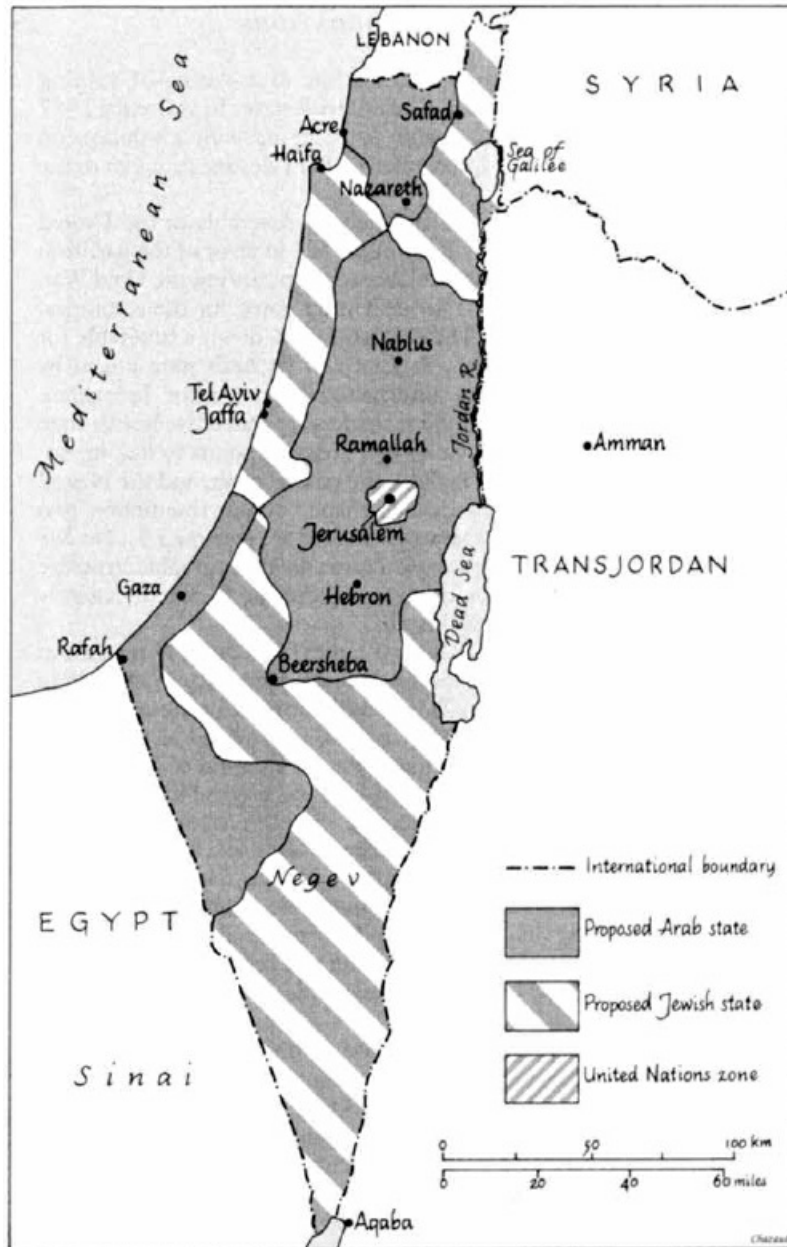 LEBANON
SYRIA
Safad
Acre
Haifa
Sea of
Galilee
Nazareth
Mediterranean Sea
Nablus
Tel Aviv
Jaffa
Jordan R.
Amman
Ramallah
Jerusalem
TRANSJORDAN
Gaza
Hebron
Dead Sea
Rafah
Beersheba
Negev
EGYPT
Sinai
Aqaba
International boundary
Proposed Arab state
Proposed Jewish state
United Nations zone
0 50 100 km
0 20 40 60 miles